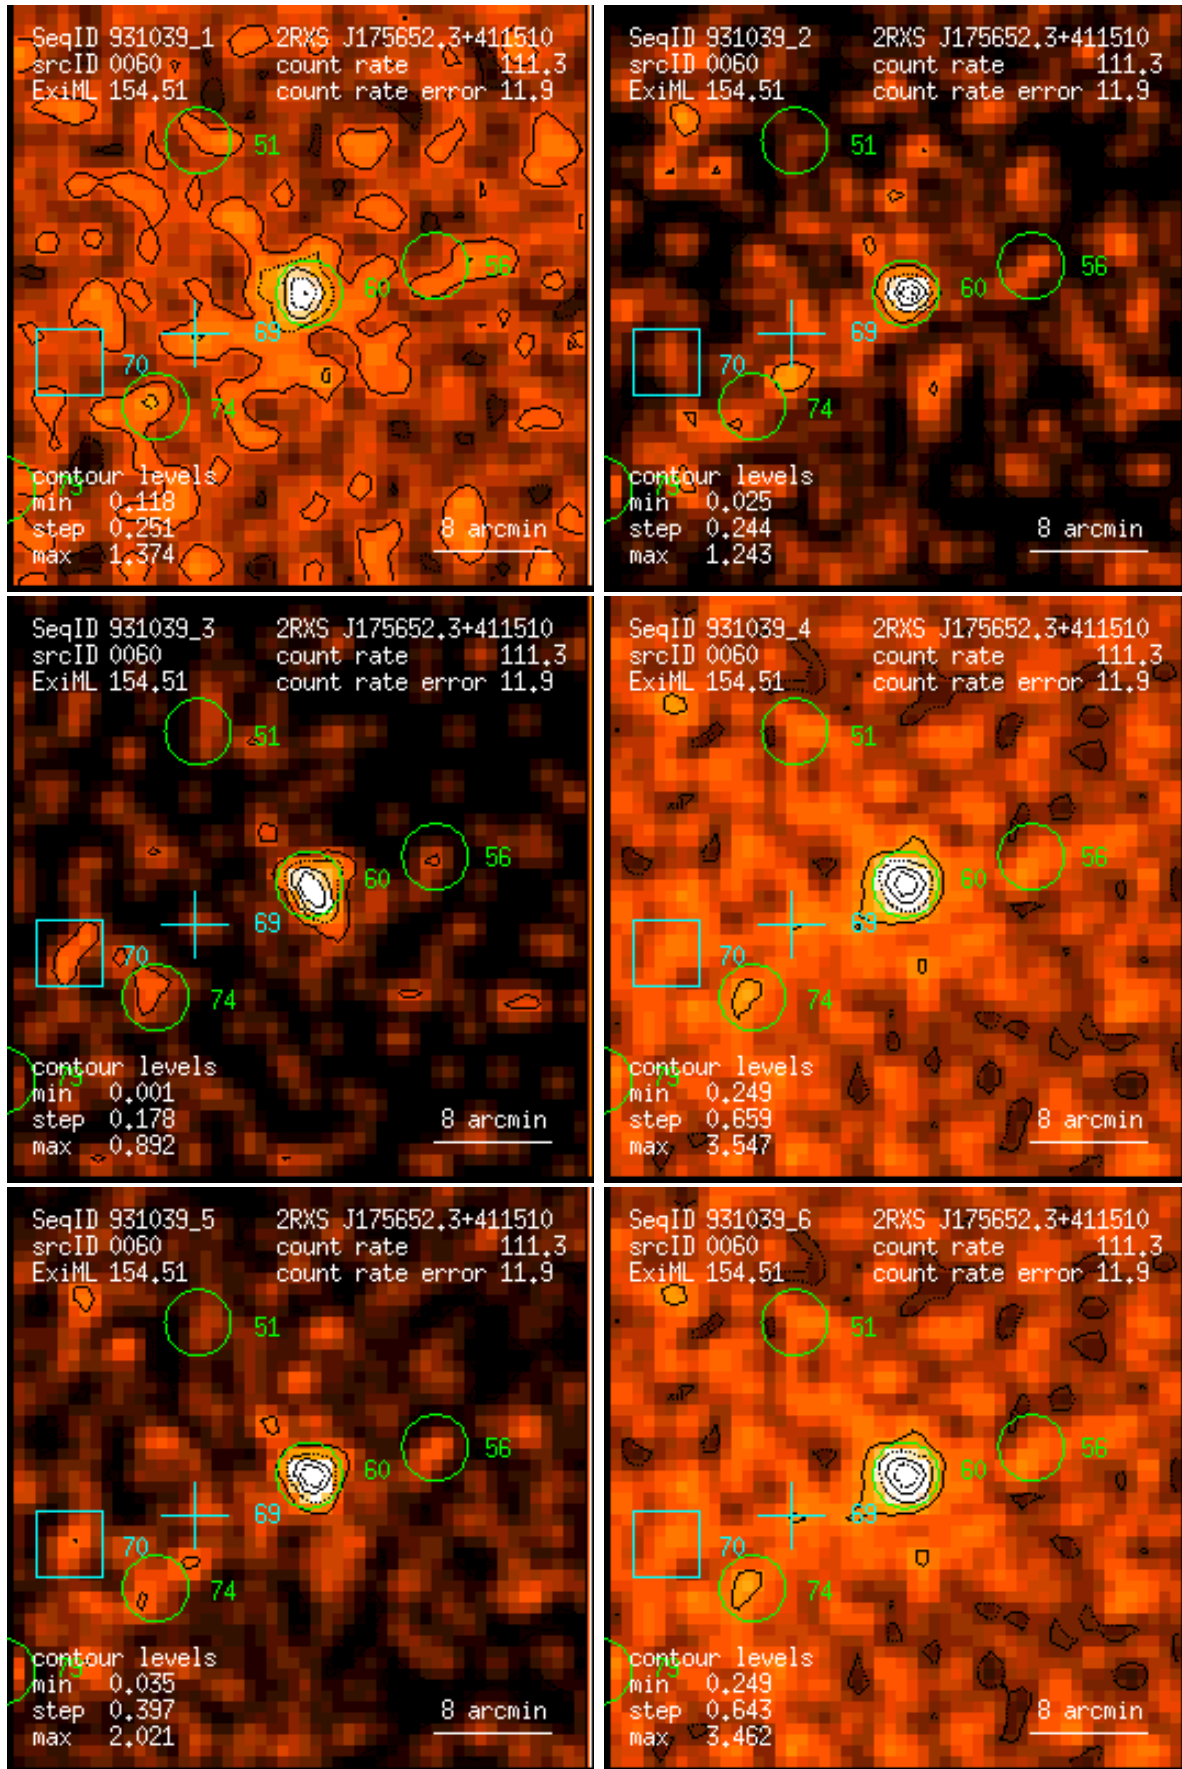 SeqID 931039_1 2RXS J175652.3+411510
srcID 0060 count rate 111.3
ExiML 154.51 count rate error 11.9
51
56
60
69
70
74
79
contour levels
min 0.118
step 0.251
max 1.374
8 arcmin
SeqID 931039_2 2RXS J175652.3+411510
srcID 0060 count rate 111.3
ExiML 154.51 count rate error 11.9
51
56
60
69
70
74
79
contour levels
min 0.025
step 0.244
max 1.243
8 arcmin
SeqID 931039_3 2RXS J175652.3+411510
srcID 0060 count rate 111.3
ExiML 154.51 count rate error 11.9
51
56
60
69
70
74
79
contour levels
min 0.001
step 0.178
max 0.892
8 arcmin
SeqID 931039_4 2RXS J175652.3+411510
srcID 0060 count rate 111.3
ExiML 154.51 count rate error 11.9
51
56
60
69
70
74
79
contour levels
min 0.249
step 0.659
max 3.547
8 arcmin
SeqID 931039_5 2RXS J175652.3+411510
srcID 0060 count rate 111.3
ExiML 154.51 count rate error 11.9
51
56
60
69
70
74
79
contour levels
min 0.035
step 0.397
max 2.021
8 arcmin
SeqID 931039_6 2RXS J175652.3+411510
srcID 0060 count rate 111.3
ExiML 154.51 count rate error 11.9
51
56
60
69
70
74
79
contour levels
min 0.249
step 0.643
max 3.462
8 arcmin